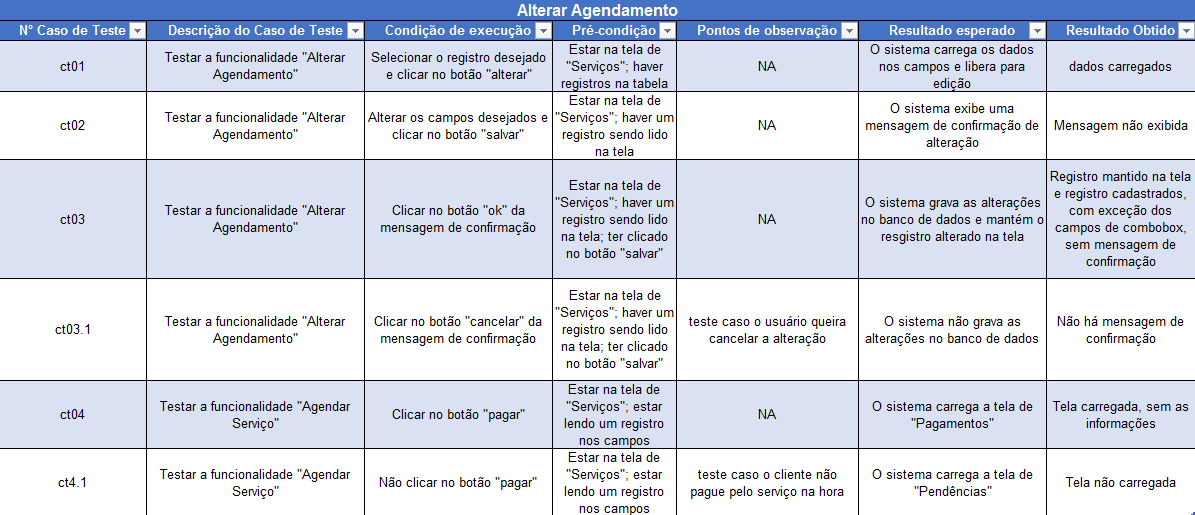 Alterar Agendamento
N° Caso de Teste Descrição do Caso de Teste Condição de execução Pré-condição Pontos de observação Resultado esperado Resultado Obtido
ct01
Testar a funcionalidade "Alterar
Agendamento"
Selecionar o registro desejado
e clicar no botão "alterar"
Estar na tela de
"Serviços"; haver
registros na tabela
NA
O sistema carrega os dados
nos campos e libera para
edição
dados carregados
ct02
Testar a funcionalidade "Alterar
Agendamento"
Alterar os campos desejados e
clicar no botão "salvar"
Estar na tela de
"Serviços"; haver um
registro sendo lido
na tela
NA
O sistema exibe uma
mensagem de confirmação de
alteração
Mensagem não exibida
ct03
Testar a funcionalidade "Alterar
Agendamento"
Clicar no botão "ok" da
mensagem de confirmação
Estar na tela de
"Serviços"; haver um
registro sendo lido
na tela; ter clicado
no botão "salvar"
NA
O sistema grava as alterações
no banco de dados e mantém o
resgistro alterado na tela
Registro mantido na tela
e registro cadastrados,
com exceção dos
campos de combobox,
sem mensagem de
confirmação
ct03.1
Testar a funcionalidade "Alterar
Agendamento"
Clicar no botão "cancelar" da
mensagem de confirmação
Estar na tela de
"Serviços"; haver um
registro sendo lido
na tela; ter clicado
no botão "salvar"
teste caso o usuário queira
cancelar a alteração
O sistema não grava as
alterações no banco de dados
Não há mensagem de
confirmação
ct04
Testar a funcionalidade "Agendar
Serviço"
Clicar no botão "pagar"
Estar na tela de
"Serviços"; estar
lendo um registro
nos campos
NA
O sistema carrega a tela de
"Pagamentos"
Tela carregada, sem as
informações
ct4.1
Testar a funcionalidade "Agendar
Serviço"
Não clicar no botão "pagar"
Estar na tela de
"Serviços"; estar
lendo um registro
nos campos
teste caso o cliente não
pague pelo serviço na hora
O sistema carrega a tela de
"Pendências"
Tela não carregada